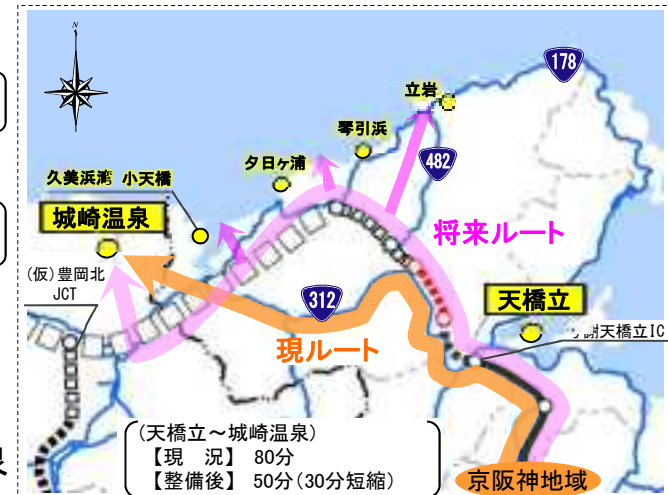 N
178
立岩
琴引浜
482
夕日ヶ浦
久美浜湾 小天橋
城崎温泉
将来ルート
(仮)豊岡北
JCT
312
天橋立
謝天橋立IC
現ルート
(天橋立～城崎温泉)
【現 況】 80分
【整備後】 50分(30分短縮)
京阪神地域